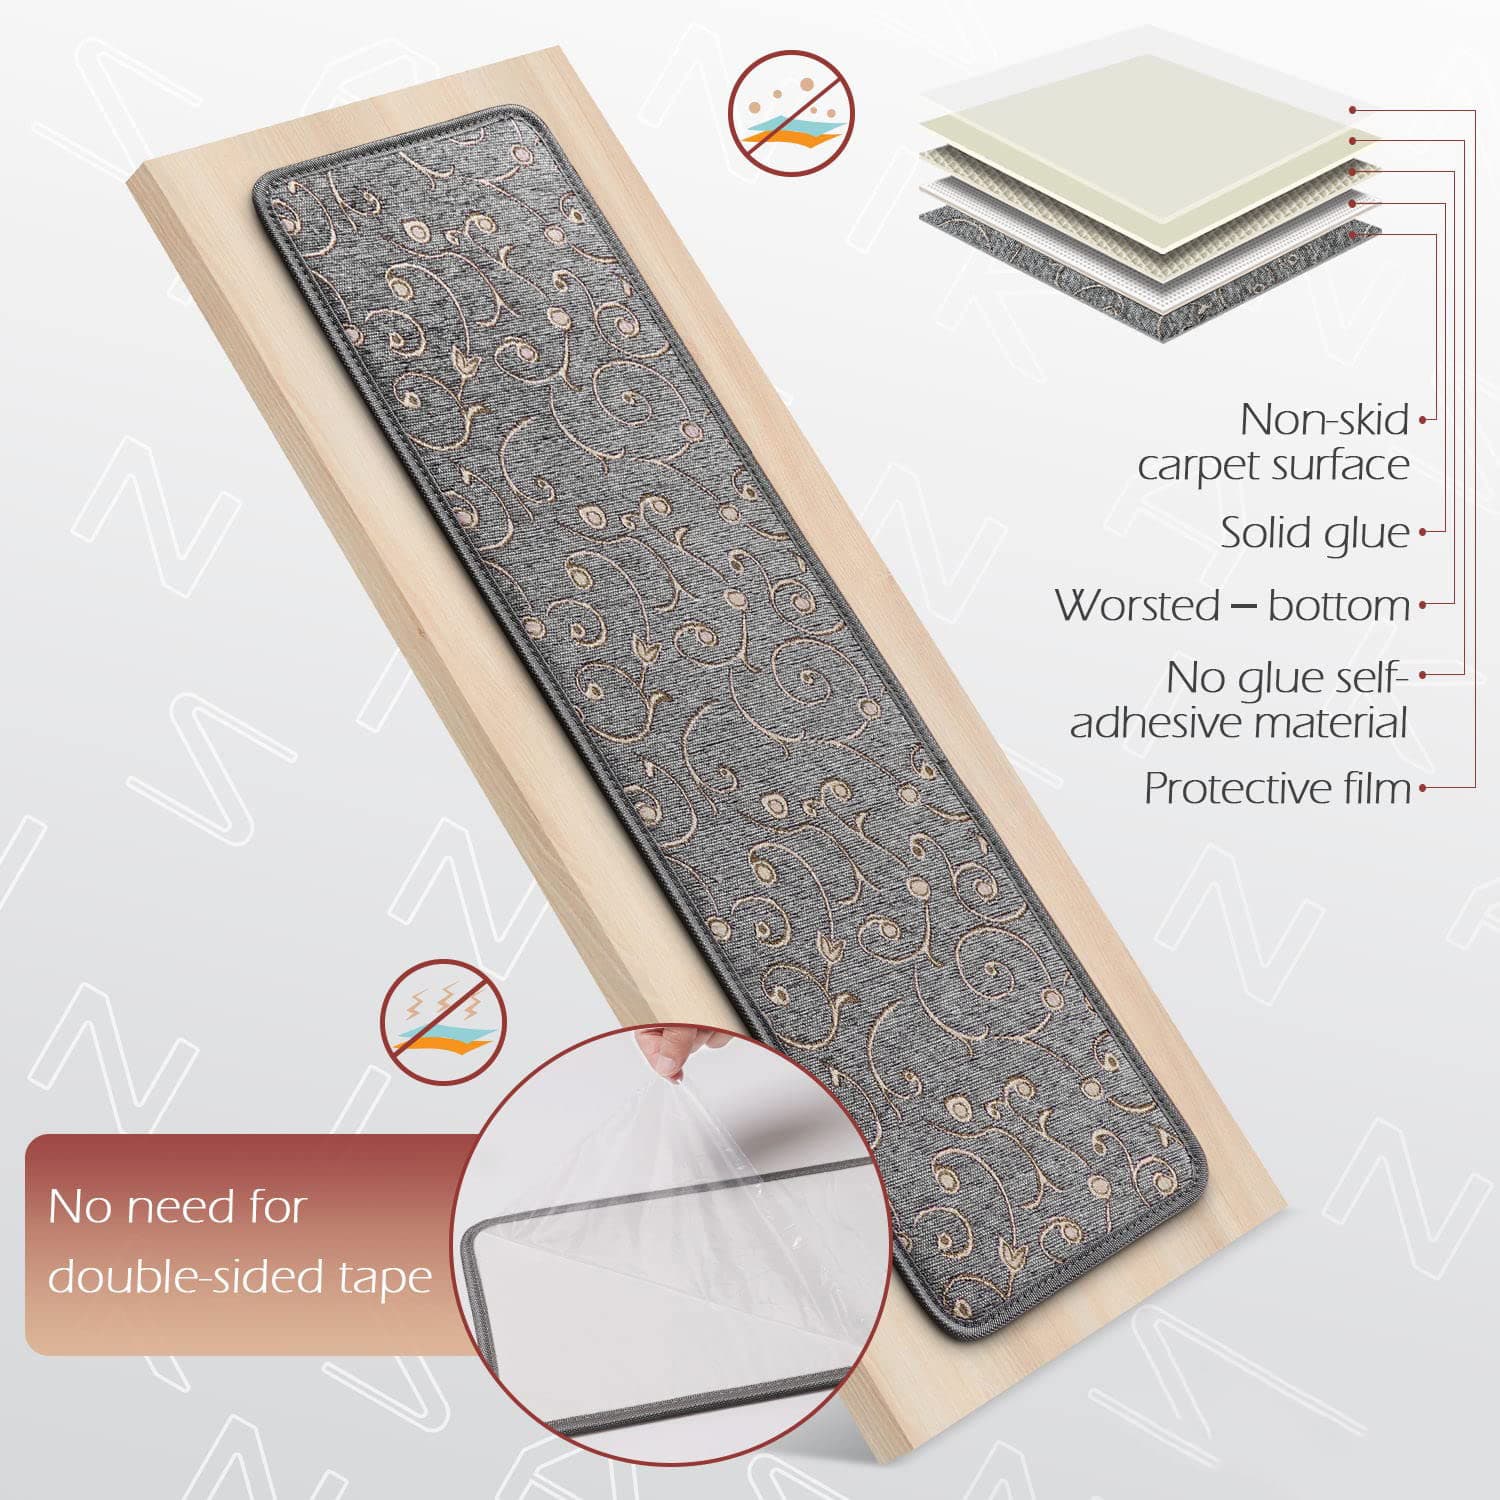 Non-skid
carpet surface
Solid glue
Worsted – bottom
No glue self-
adhesive material
Protective film
No need for
double-sided tape